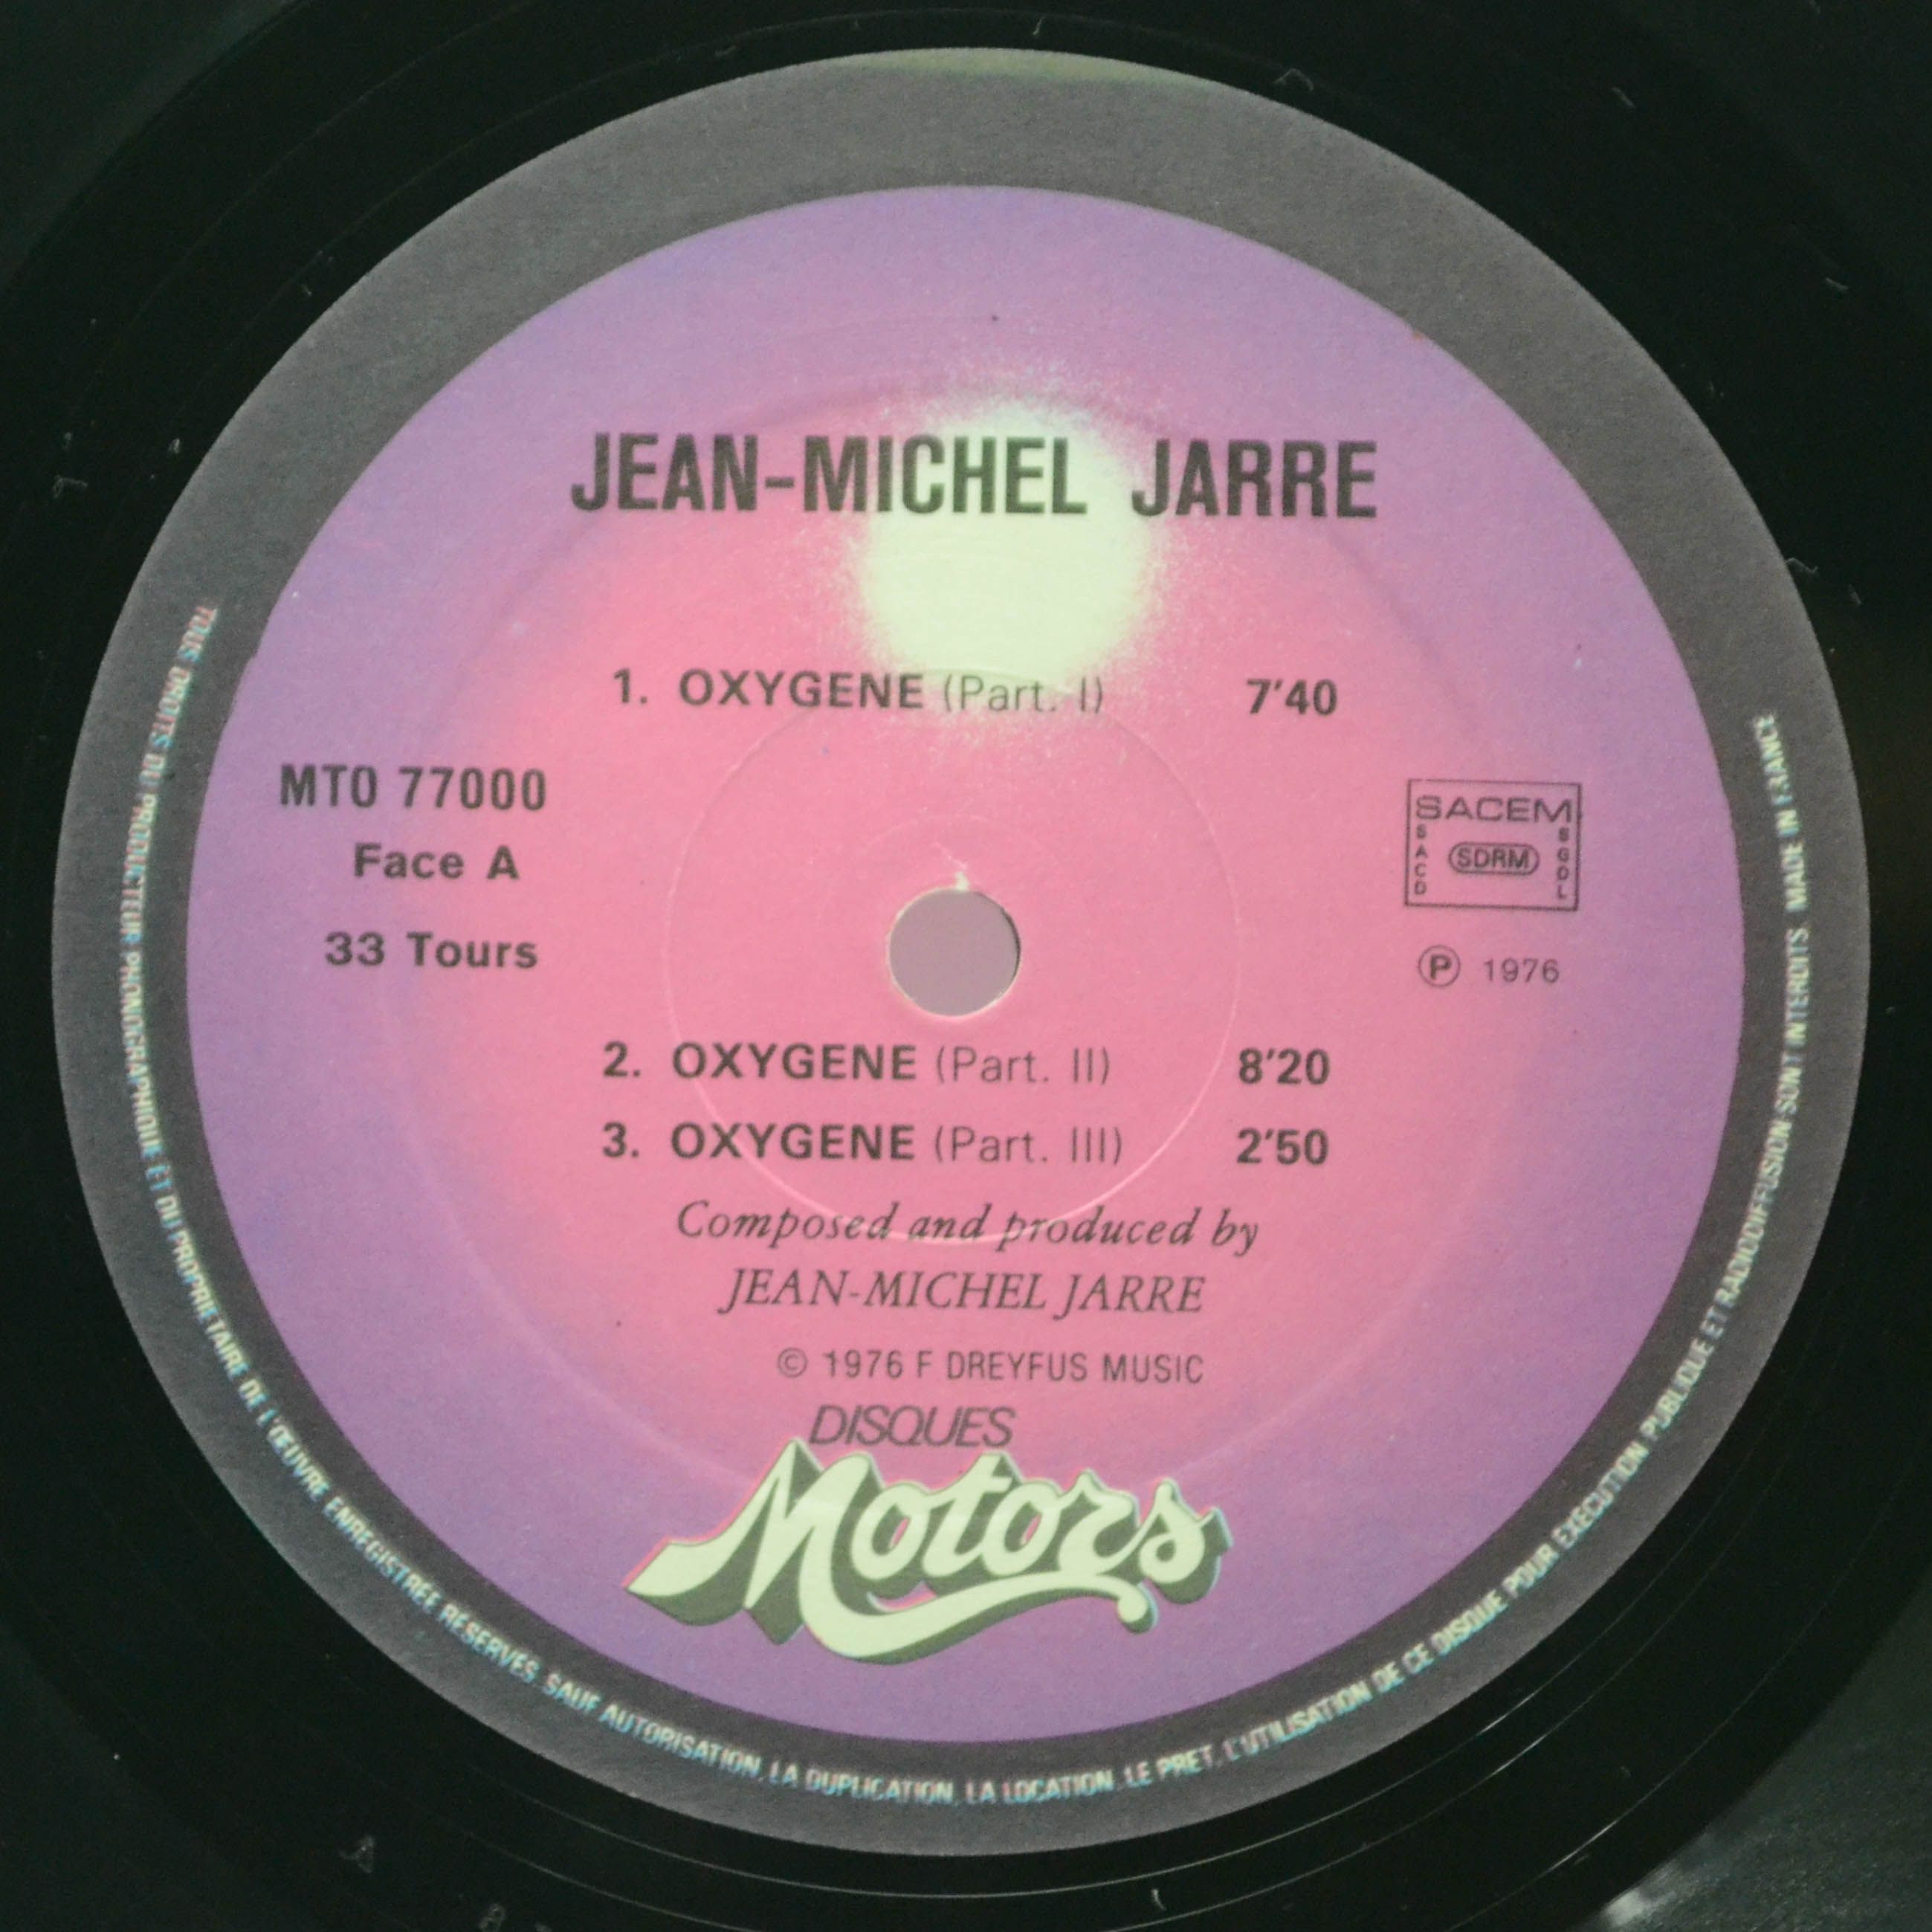 JEAN-MICHEL JARRE
1. OXYGENE (Part. I) 7'40
MTO 77000
Face A
33 Tours
SACEM
SACD
SDRM
SGDL
Ⓟ 1976
2. OXYGENE (Part. II) 8'20
3. OXYGENE (Part. III) 2'50
Composed and produced by
JEAN-MICHEL JARRE
© 1976 F DREYFUS MUSIC
DISQUES
Motors
TOUS DROITS DU PRODUCTEUR PHONOGRAPHIQUE ET DU PROPRIETAIRE DE L'OEUVRE ENREGISTREE RESERVES. SAUF AUTORISATION, LA DUPLICATION, LA LOCATION, LE PRET, L'UTILISATION DE CE DISQUE POUR EXECUTION PUBLIQUE ET RADIODIFFUSION SONT INTERDITS. MADE IN FRANCE
A